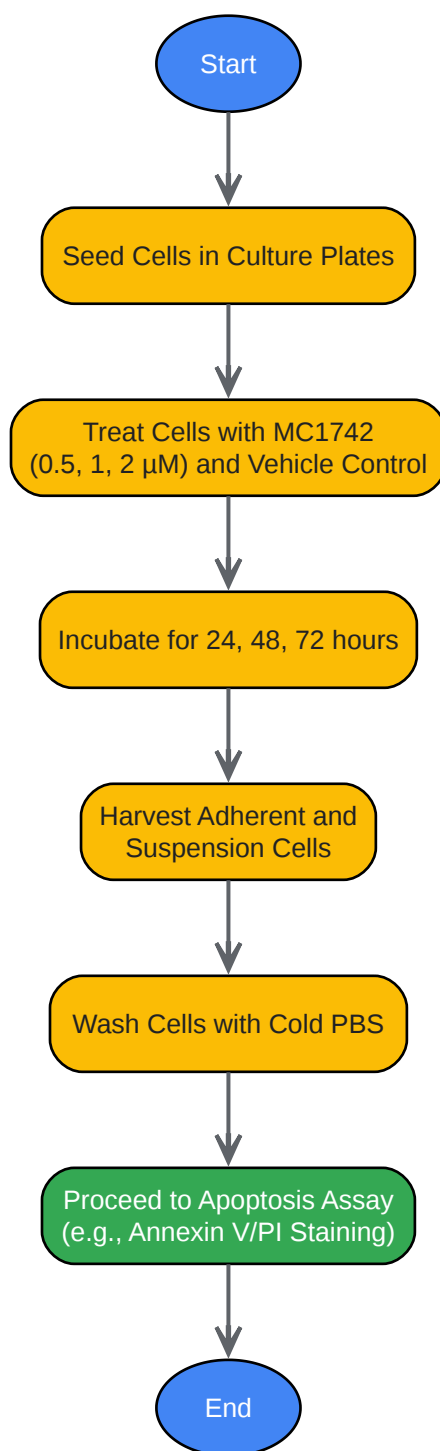 Start
Seed Cells in Culture Plates
Treat Cells with MC1742
(0.5, 1, 2 µM) and Vehicle Control
Incubate for 24, 48, 72 hours
Harvest Adherent and
Suspension Cells
Wash Cells with Cold PBS
Proceed to Apoptosis Assay
(e.g., Annexin V/PI Staining)
End